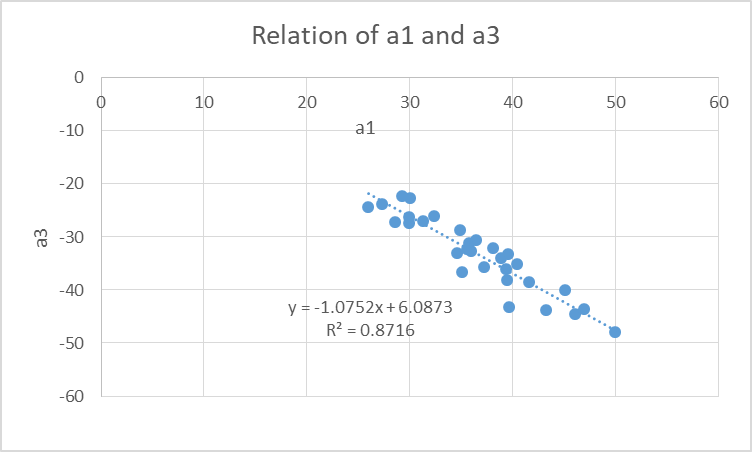 Relation of a1 and a3
0
0
10
20
30
40
50
60
a1
-10
-20
-30
-40
-50
-60
a3
y = -1.0752x + 6.0873
R² = 0.8716